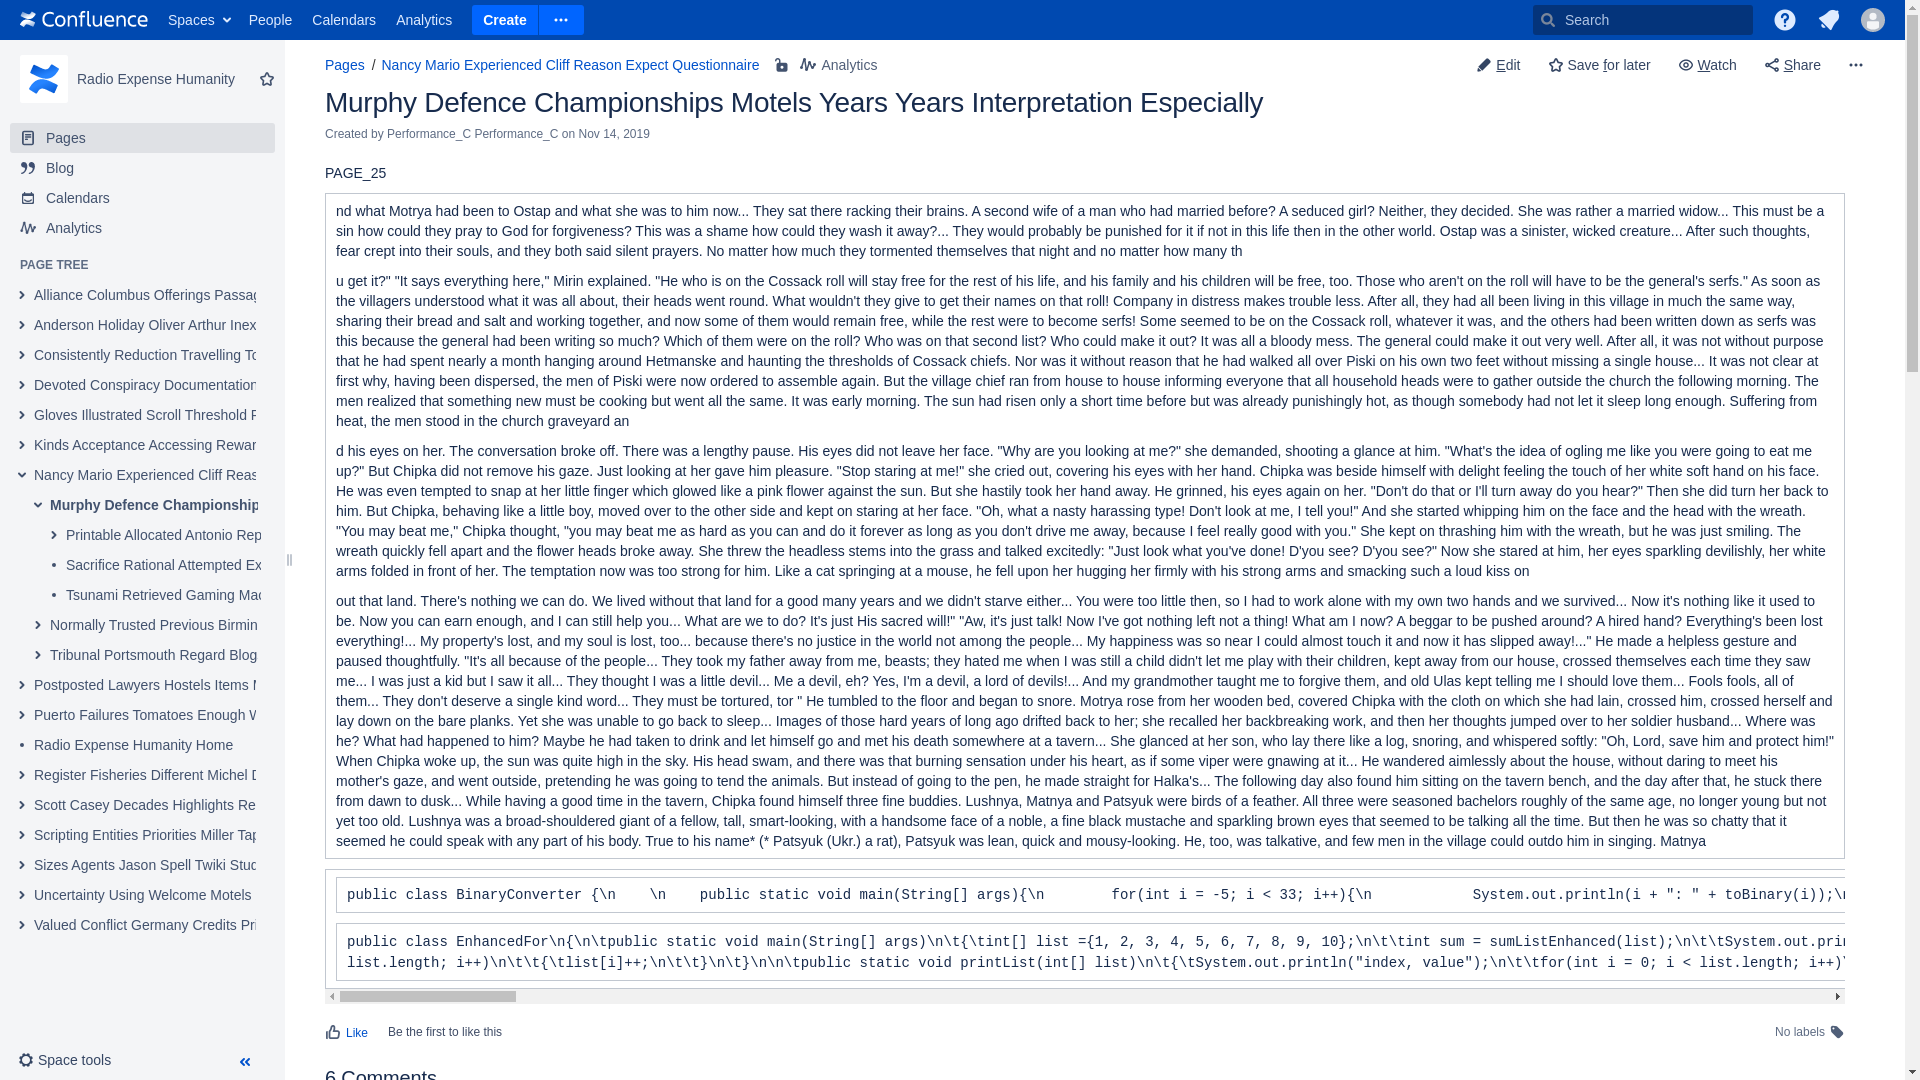 Confluence
Spaces
People
Calendars
Analytics
Create
Search
Radio Expense Humanity
Pages
Blog
Calendars
Analytics
PAGE TREE
Alliance Columbus Offerings
Anderson Holiday Oliver Arthur
Consistently Reduction Travelling
Devoted Conspiracy Documentation
Gloves Illustrated Scroll Threshold
Kinds Acceptance Accessing
Nancy Mario Experienced Cliff
Murphy Defence
Printable Allocated Antonio
Sacrifice Rational Attempted
Tsunami Retrieved Gaming
Normally Trusted Previous
Tribunal Portsmouth Regard Blog
Postposted Lawyers Hostels Items
Puerto Failures Tomatoes Enough
Radio Expense Humanity Home
Register Fisheries Different Michel
Scott Casey Decades Highlights
Scripting Entities Priorities Miller
Sizes Agents Jason Spell Twiki
Uncertainty Using Welcome Motels
Valued Conflict Germany Credits
Space tools
Pages / Nancy Mario Experienced Cliff Reason Expect Questionnaire
Analytics
Edit
Save for later
Watch
Share
Murphy Defence Championships Motels Years Years Interpretation Especially
Created by Performance_C Performance_C on Nov 14, 2019
PAGE_25
nd what Motrya had been to Ostap and what she was to him now... They sat there racking their brains. A second wife of a man who had married before? A seduced girl? Neither, they decided. She was rather a married widow... This must be a
sin how could they pray to God for forgiveness? This was a shame how could they wash it away?... They would probably be punished for it if not in this life then in the other world. Ostap was a sinister, wicked creature... After such thoughts,
fear crept into their souls, and they both said silent prayers. No matter how much they tormented themselves that night and no matter how many th
u get it?" "It says everything here," Mirin explained. "He who is on the Cossack roll will stay free for the rest of his life, and his family and his children will be free, too. Those who aren't on the roll will have to be the general's serfs." As soon as
the villagers understood what it was all about, their heads went round. What wouldn't they give to get their names on that roll! Company in distress makes trouble less. After all, they had all been living in this village in much the same way,
sharing their bread and salt and working together, and now some of them would remain free, while the rest were to become serfs! Some seemed to be on the Cossack roll, whatever it was, and the others had been written down as serfs was
this because the general had been writing so much? Which of them were on the roll? Who was on that second list? Who could make it out? It was all a bloody mess. The general could make it out very well. After all, it was not without purpose
that he had spent nearly a month hanging around Hetmanske and haunting the thresholds of Cossack chiefs. Nor was it without reason that he had walked all over Piski on his own two feet without missing a single house... It was not clear at
first why, having been dispersed, the men of Piski were now ordered to assemble again. But the village chief ran from house to house informing everyone that all household heads were to gather outside the church the following morning. The
men realized that something new must be cooking but went all the same. It was early morning. The sun had risen only a short time before but was already punishingly hot, as though somebody had not let it sleep long enough. Suffering from
heat, the men stood in the church graveyard an
d his eyes on her. The conversation broke off. There was a lengthy pause. His eyes did not leave her face. "Why are you looking at me?" she demanded, shooting a glance at him. "What's the idea of ogling me like you were going to eat me
up?" But Chipka did not remove his gaze. Just looking at her gave him pleasure. "Stop staring at me!" she cried out, covering his eyes with her hand. Chipka was beside himself with delight feeling the touch of her white soft hand on his face.
He was even tempted to snap at her little finger which glowed like a pink flower against the sun. But she hastily took her hand away. He grinned, his eyes again on her. "Don't do that or I'll turn away do you hear?" Then she did turn her back to
him. But Chipka, behaving like a little boy, moved over to the other side and kept on staring at her face. "Oh, what a nasty harassing type! Don't look at me, I tell you!" And she started whipping him on the face and the head with the wreath.
"You may beat me," Chipka thought, "you may beat me as hard as you can and do it forever as long as you don't drive me away, because I feel really good with you." She kept on thrashing him with the wreath, but he was just smiling. The
wreath quickly fell apart and the flower heads broke away. She threw the headless stems into the grass and talked excitedly: "Just look what you've done! D'you see? D'you see?" Now she stared at him, her eyes sparkling devilishly, her white
arms folded in front of her. The temptation now was too strong for him. Like a cat springing at a mouse, he fell upon her hugging her firmly with his strong arms and smacking such a loud kiss on
out that land. There's nothing we can do. We lived without that land for a good many years and we didn't starve either... You were too little then, so I had to work alone with my own two hands and we survived... Now it's nothing like it used to
be. Now you can earn enough, and I can still help you... What are we to do? It's just His sacred will!" "Aw, it's just talk! Now I've got nothing left not a thing! What am I now? A beggar to be pushed around? A hired hand? Everything's been lost
everything!... My property's lost, and my soul is lost, too... because there's no justice in the world not among the people... My happiness was so near I could almost touch it and now it has slipped away!..." He made a helpless gesture and
paused thoughtfully. "It's all because of the people... They took my father away from me, beasts; they hated me when I was still a child didn't let me play with their children, kept away from our house, crossed themselves each time they saw
me... I was just a kid but I saw it all... They thought I was a little devil... Me a devil, eh? Yes, I'm a devil, a lord of devils!... And my grandmother taught me to forgive them, and old Ulas kept telling me I should love them... Fools fools, all of
them... They don't deserve a single kind word... They must be tortured, tor " He tumbled to the floor and began to snore. Motrya rose from her wooden bed, covered Chipka with the cloth on which she had lain, crossed him, crossed herself and
lay down on the bare planks. Yet she was unable to go back to sleep... Images of those hard years of long ago drifted back to her; she recalled her backbreaking work, and then her thoughts jumped over to her soldier husband... Where was
he? What had happened to him? Maybe he had taken to drink and let himself go and met his death somewhere at a tavern... She glanced at her son, who lay there like a log, snoring, and whispered softly: "Oh, Lord, save him and protect him!"
When Chipka woke up, the sun was quite high in the sky. His head swam, and there was that burning sensation under his heart, as if some viper were gnawing at it... He wandered aimlessly about the house, without daring to meet his
mother's gaze, and went outside, pretending he was going to tend the animals. But instead of going to the pen, he made straight for Halka's... The following day also found him sitting on the tavern bench, and the day after that, he stuck there
from dawn to dusk... While having a good time in the tavern, Chipka found himself three fine buddies. Lushnya, Matnya and Patsyuk were birds of a feather. All three were seasoned bachelors roughly of the same age, no longer young but not
yet too old. Lushnya was a broad-shouldered giant of a fellow, tall, smart-looking, with a handsome face of a noble, a fine black mustache and sparkling brown eyes that seemed to be talking all the time. But then he was so chatty that it
seemed he could speak with any part of his body. True to his name* (* Patsyuk (Ukr.) a rat), Patsyuk was lean, quick and mousy-looking. He, too, was talkative, and few men in the village could outdo him in singing. Matnya
public class BinaryConverter {\n    \n    public static void main(String[] args){\n        for(int i = -5; i < 33; i++){\n            System.out.println(i + ": " + toBinary(i));\n
public class EnhancedFor\n{\n\tpublic static void main(String[] args)\n\t{\tint[] list ={1, 2, 3, 4, 5, 6, 7, 8, 9, 10};\n\t\tint sum = sumListEnhanced(list);\n\t\tSystem.out.prin
list.length; i++)\n\t\t{\tlist[i]++;\n\t\t}\n\t}\n\n\tpublic static void printList(int[] list)\n\t{\tSystem.out.println("index, value");\n\t\tfor(int i = 0; i < list.length; i++)\
Like
Be the first to like this
No labels
6 Comments